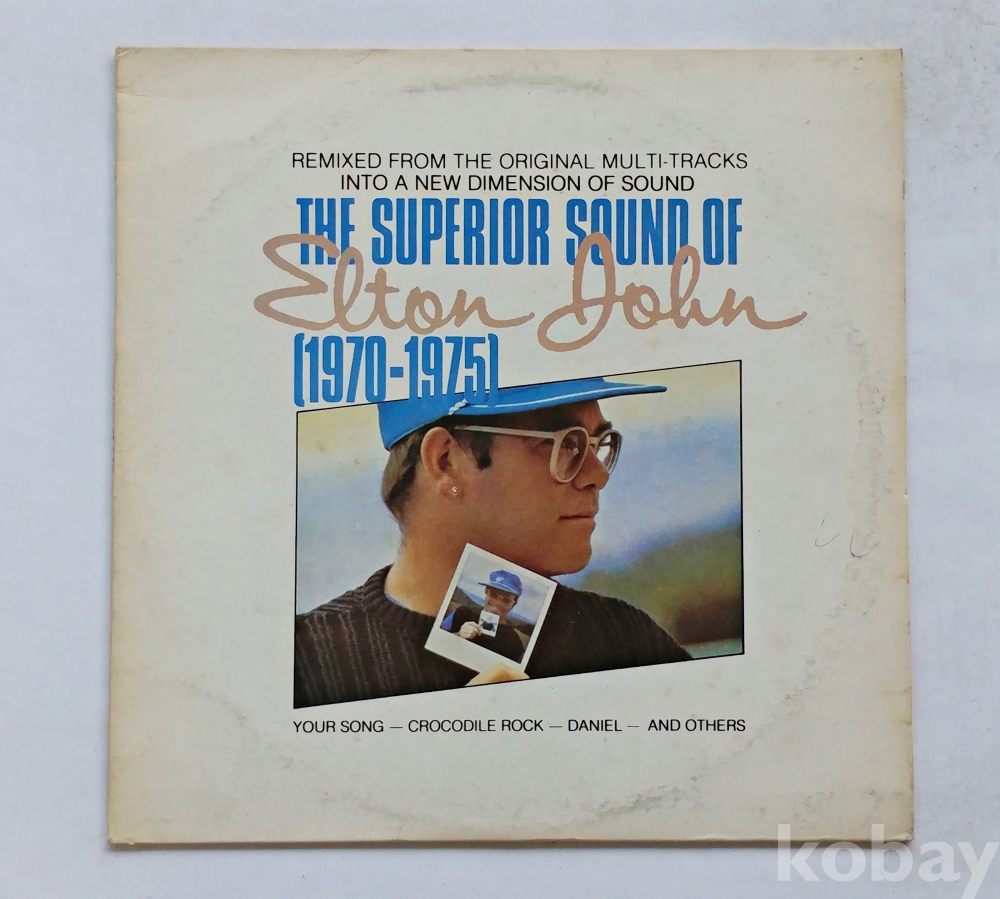 REMIXED FROM THE ORIGINAL MULTI-TRACKS
INTO A NEW DIMENSION OF SOUND
THE SUPERIOR SOUND OF
Elton John
(1970-1975)
YOUR SONG — CROCODILE ROCK — DANIEL — AND OTHERS
kobay